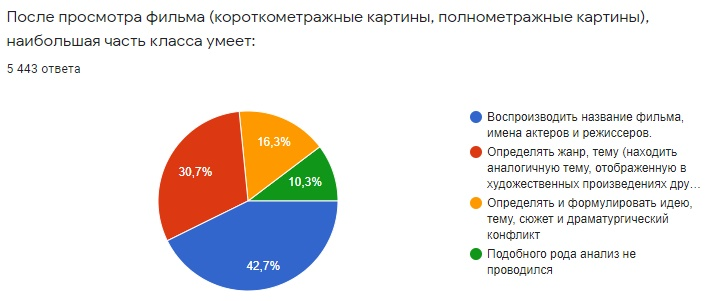 После просмотра фильма (короткометражные картины, полнометражные картины),
наибольшая часть класса умеет:
5 443 ответа
16,3%
30,7%
10,3%
42,7%
Воспроизводить название фильма,
имена актеров и режиссеров.
Определять жанр, тему (находить
аналогичную тему, отображенную в
художественных произведениях дру…
Определять и формулировать идею,
тему, сюжет и драматургический
конфликт
Подобного рода анализ не
проводился